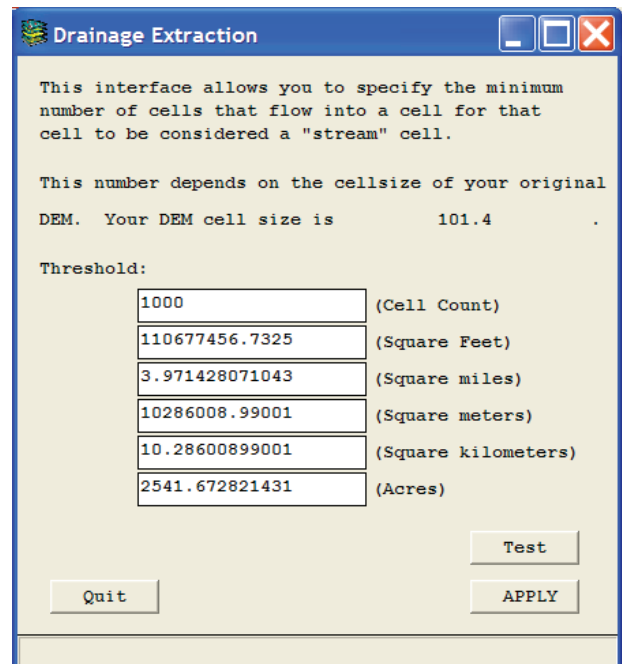 Drainage Extraction
This interface allows you to specify the minimum
number of cells that flow into a cell for that
cell to be considered a "stream" cell.
This number depends on the cellsize of your original
DEM. Your DEM cell size is 101.4 .
Threshold:
1000 (Cell Count)
110677456.7325 (Square Feet)
3.971428071043 (Square miles)
10286008.99001 (Square meters)
10.28600899001 (Square kilometers)
2541.672821431 (Acres)
Test
Quit APPLY